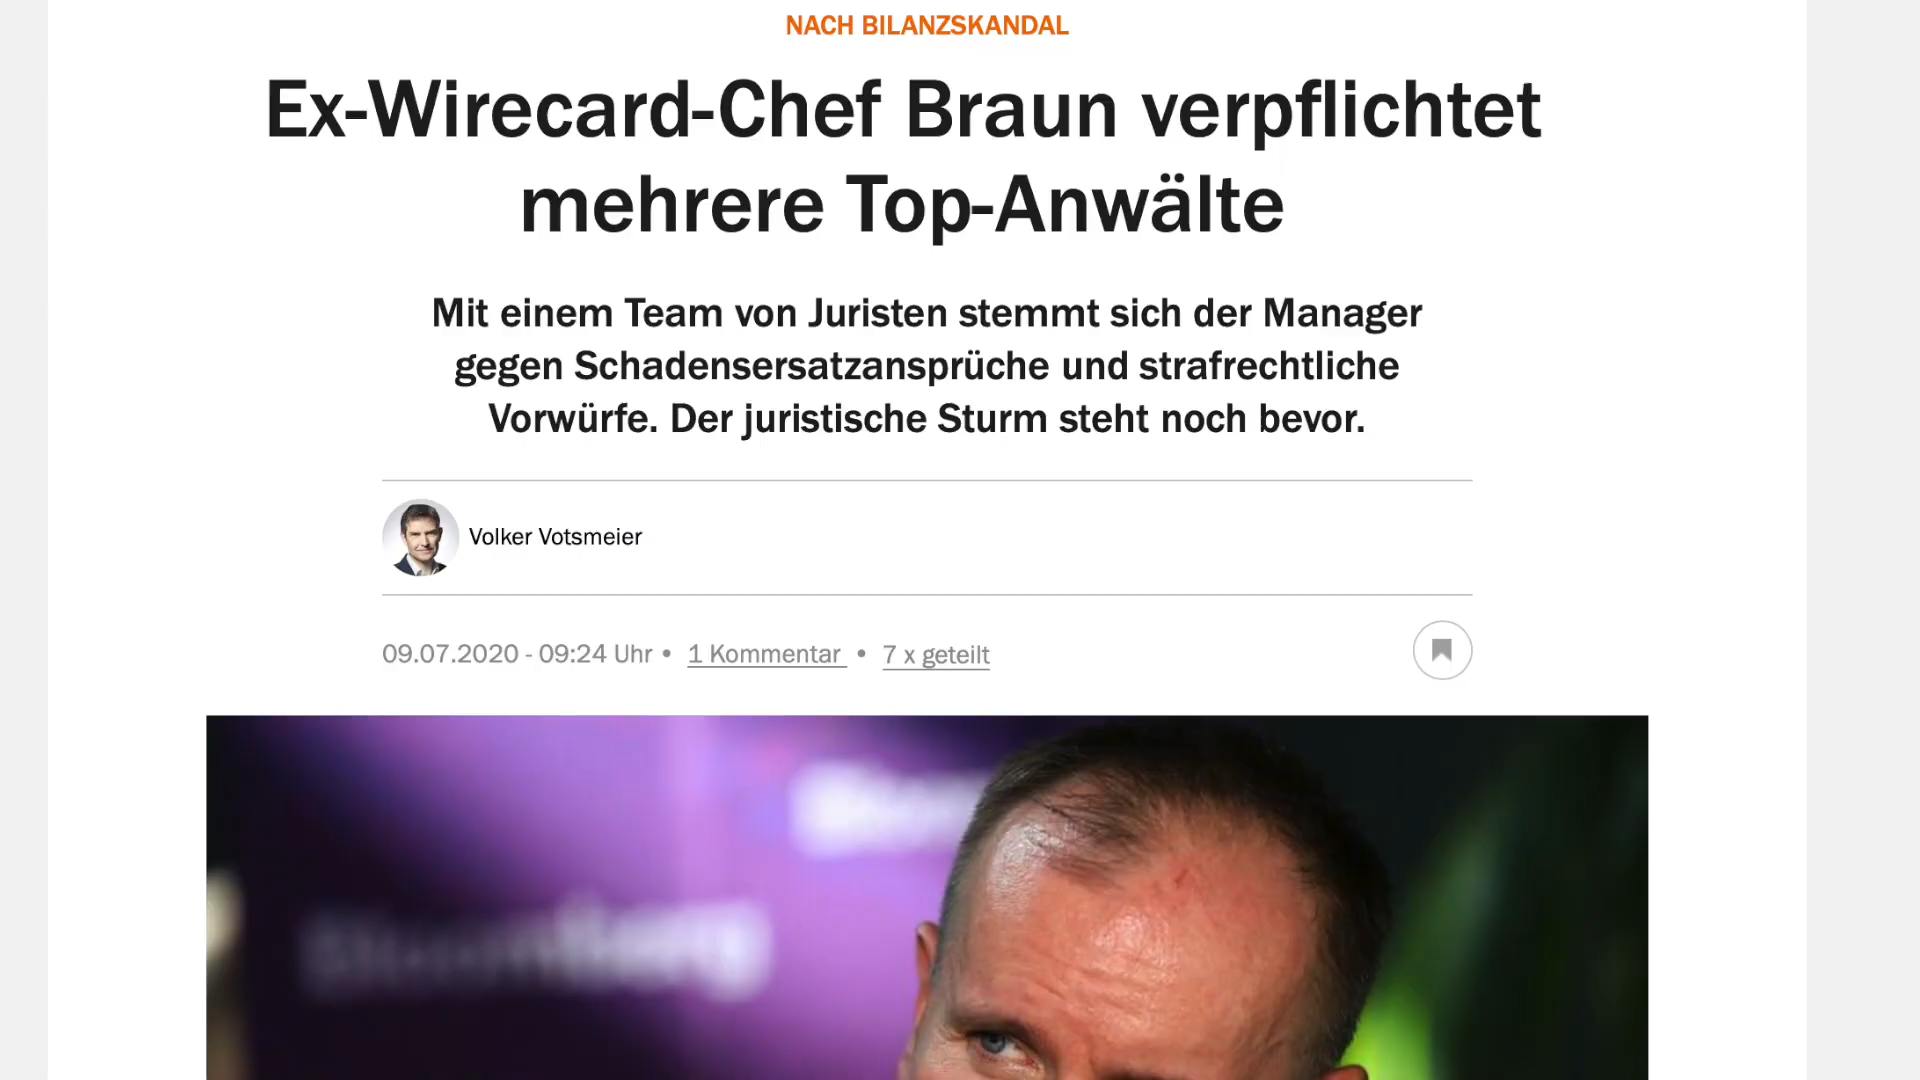 NACH BILANZSKANDAL
Ex-Wirecard-Chef Braun verpflichtet
mehrere Top-Anwälte
Mit einem Team von Juristen stemmt sich der Manager
gegen Schadensersatzansprüche und strafrechtliche
Vorwürfe. Der juristische Sturm steht noch bevor.
Volker Votsmeier
09.07.2020 - 09:24 Uhr • 1 Kommentar • 7 x geteilt
Bloomberg